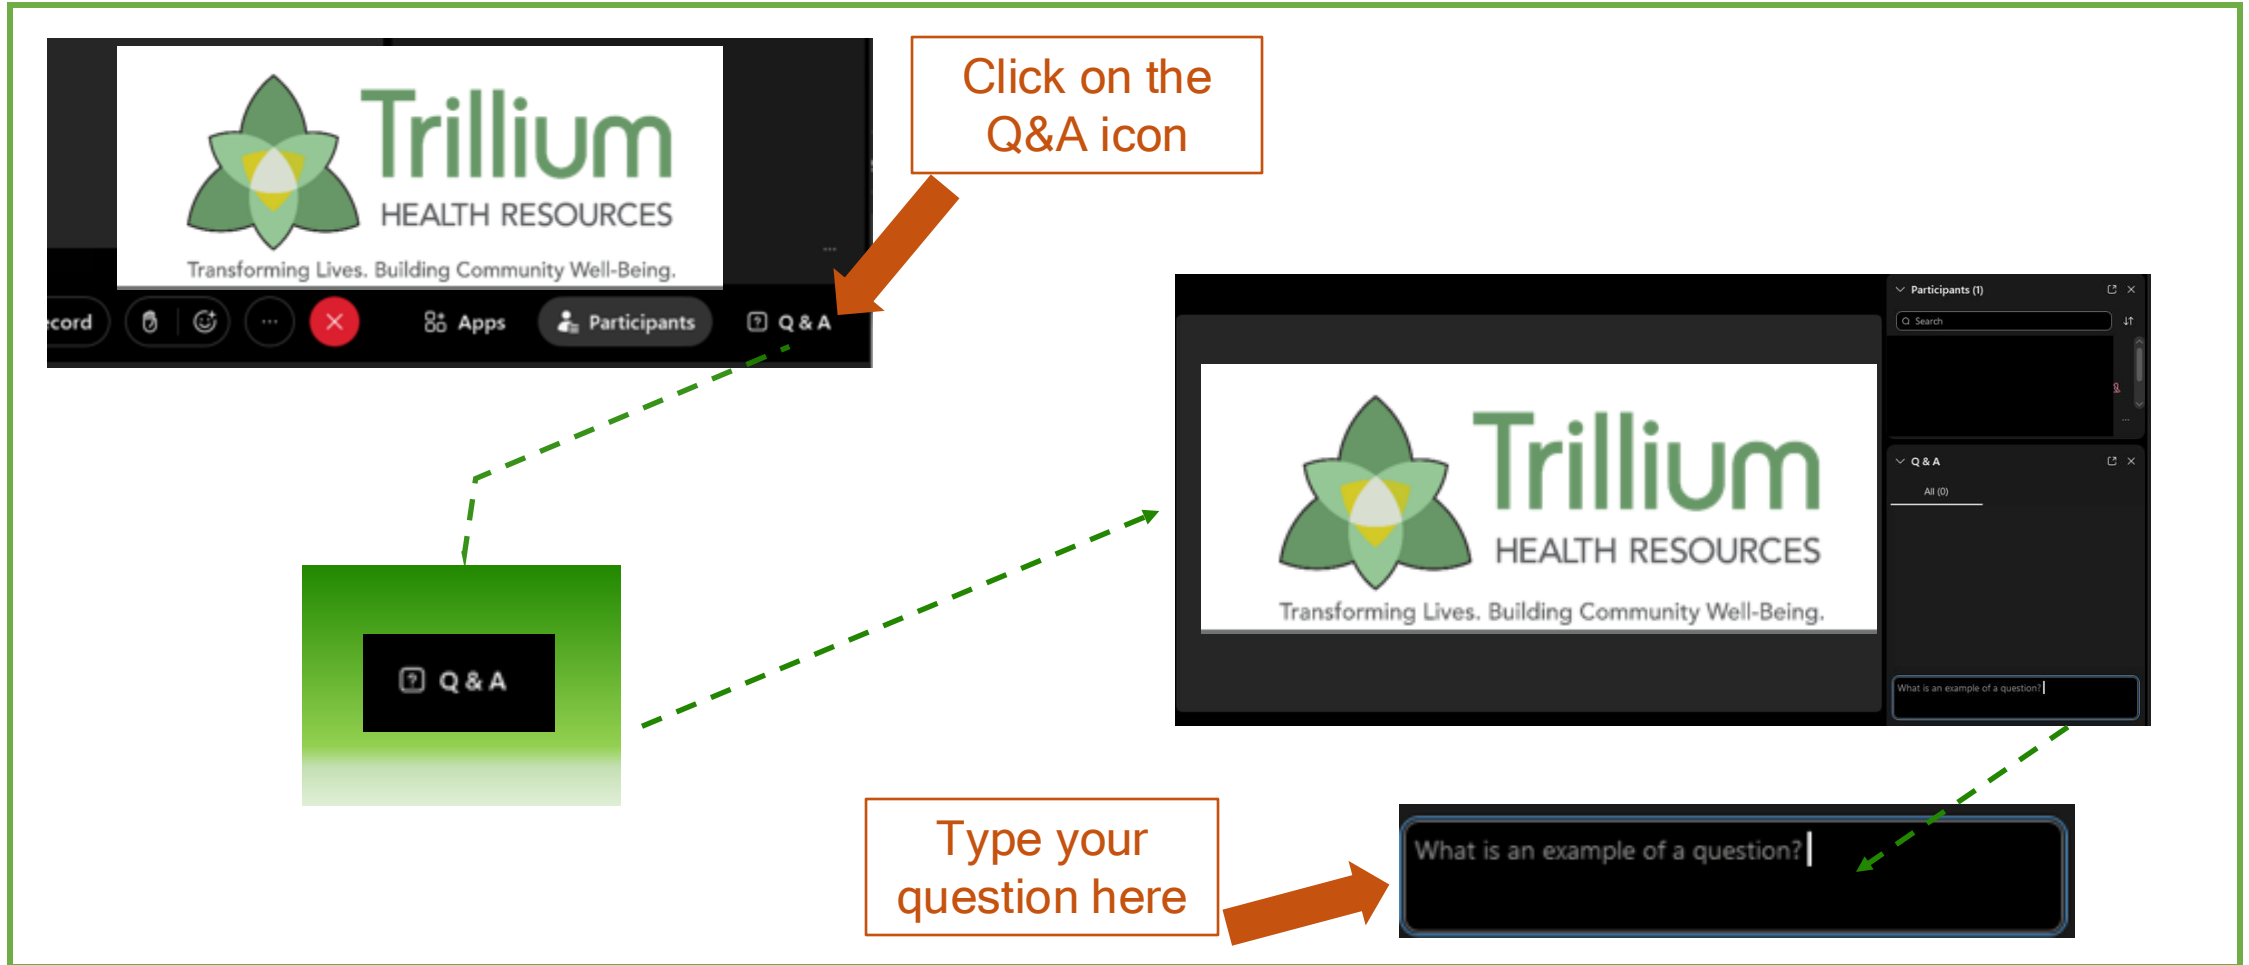 Trillium
HEALTH RESOURCES
Transforming Lives. Building Community Well-Being.
Click on the
Q&A icon
ecord
Apps
Participants
Q & A
Q & A
Participants (1)
Search
Trillium
HEALTH RESOURCES
Transforming Lives. Building Community Well-Being.
Q & A
All (0)
What is an example of a question?
Type your
question here
What is an example of a question?